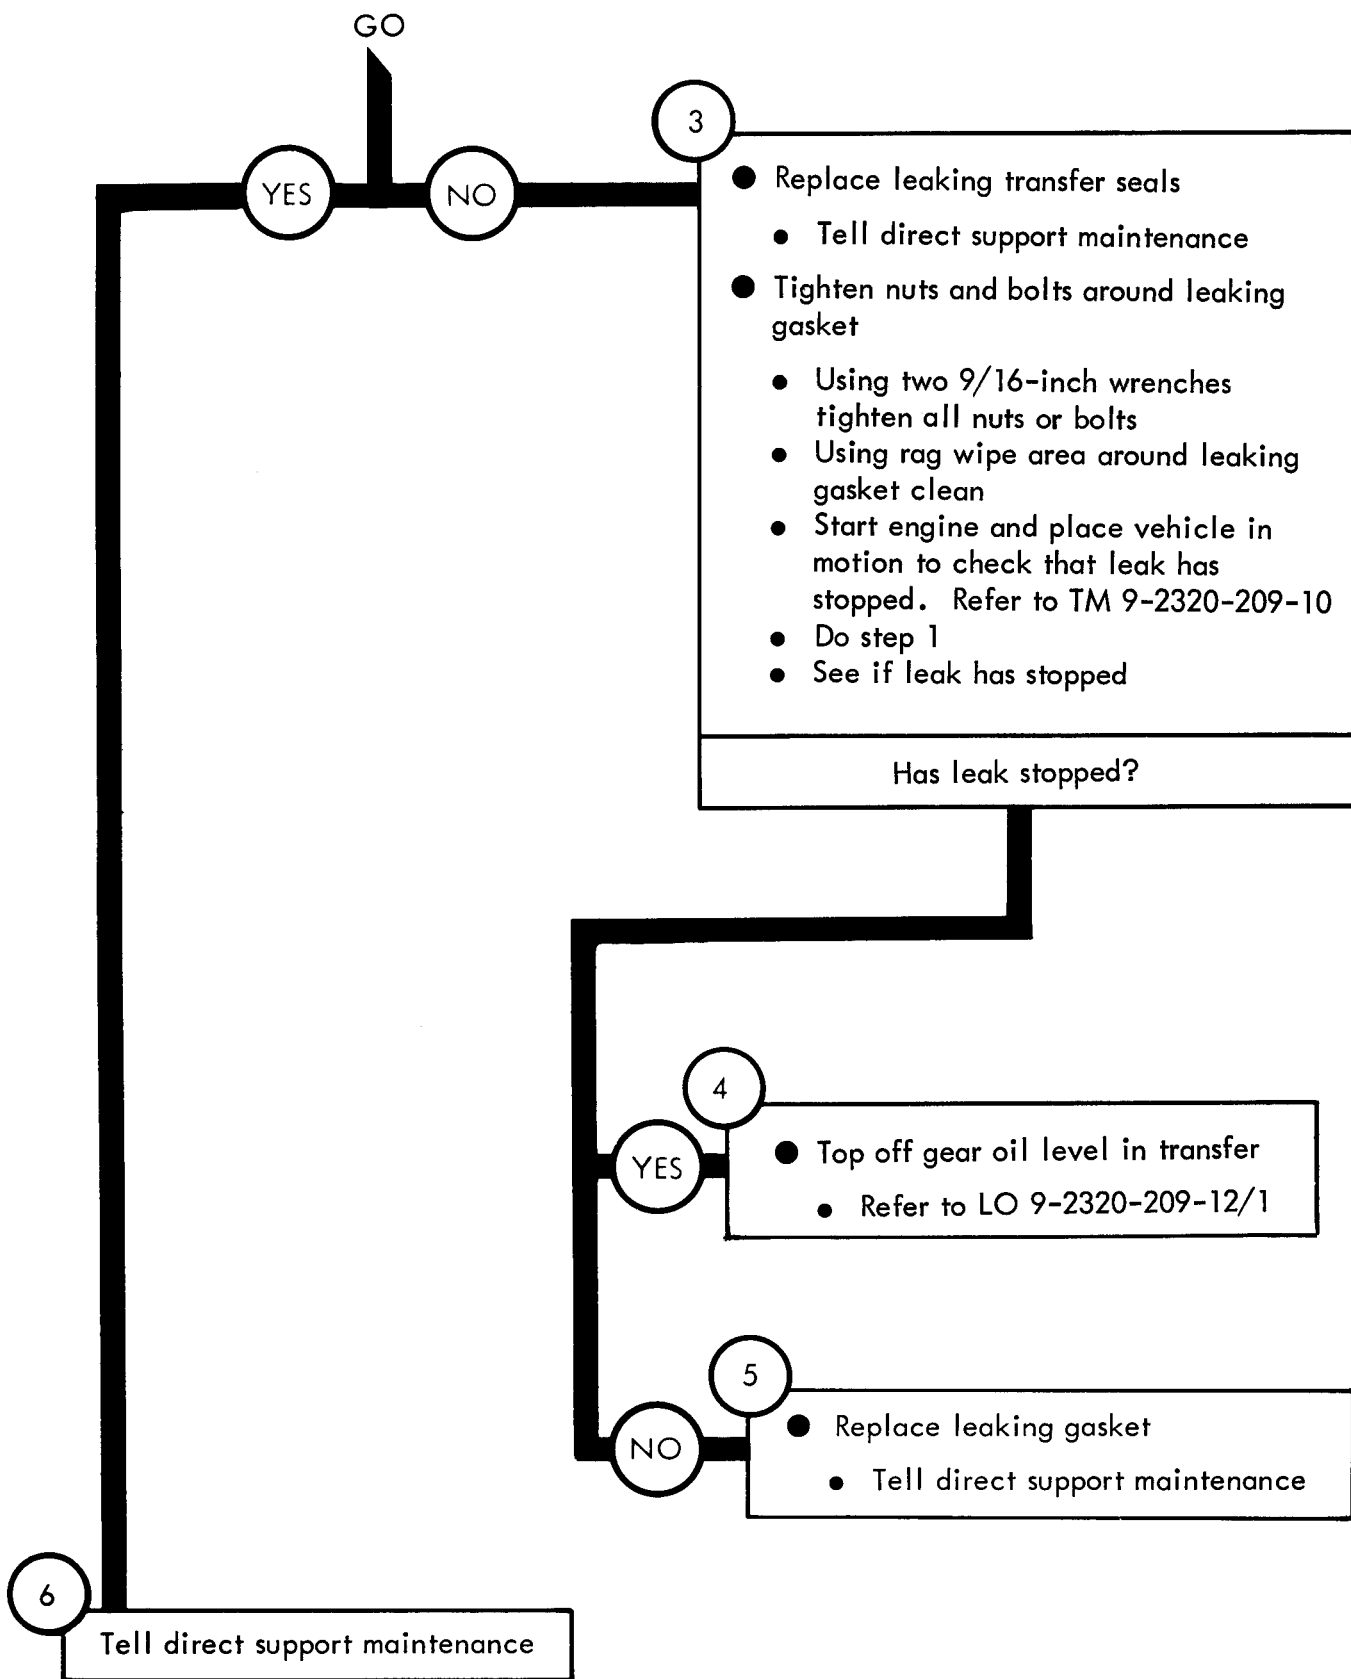 GO
YES
NO
3
● Replace leaking transfer seals
● Tell direct support maintenance
● Tighten nuts and bolts around leaking
gasket
● Using two 9/16-inch wrenches
tighten all nuts or bolts
● Using rag wipe area around leaking
gasket clean
● Start engine and place vehicle in
motion to check that leak has
stopped. Refer to TM 9-2320-209-10
● Do step 1
● See if leak has stopped
Has leak stopped?
4
YES
● Top off gear oil level in transfer
● Refer to LO 9-2320-209-12/1
5
NO
● Replace leaking gasket
● Tell direct support maintenance
6
Tell direct support maintenance